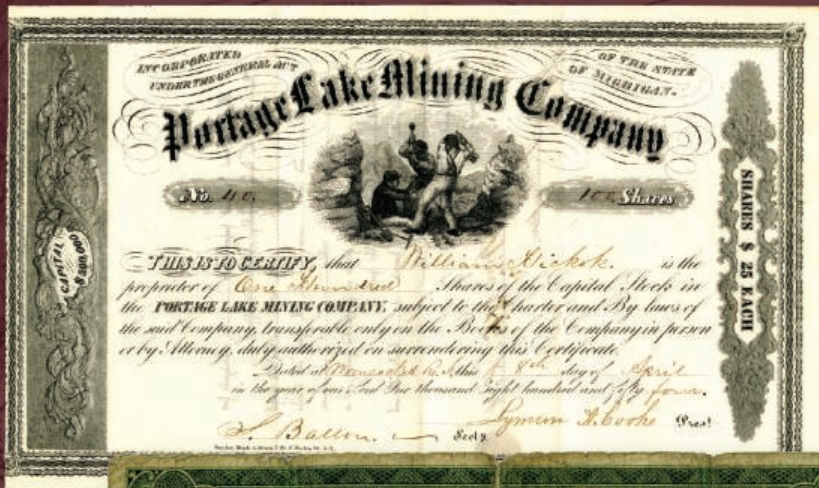 INCORPORATED
UNDER THE GENERAL ACT
OF THE STATE
OF MICHIGAN.
Portage Lake Mining Company
No. 40.
100 Shares
CAPITAL
SHARES $ 25 EACH
THIS IS TO CERTIFY, that William Hickok. is the
proprietor of One Hundred Shares of the Capital Stock in
the PORTAGE LAKE MINING COMPANY, subject to the Charter and By-laws of
the said Company, transferable only on the Books of the Company in person
or by Attorney, duly authorized on surrendering this Certificate
Dated at Woonsocket R.I. this 8th day of April
in the year of our Lord One thousand eight hundred and fifty four.
Lyman A. Cooke Prest
S. Ballou. Secty.